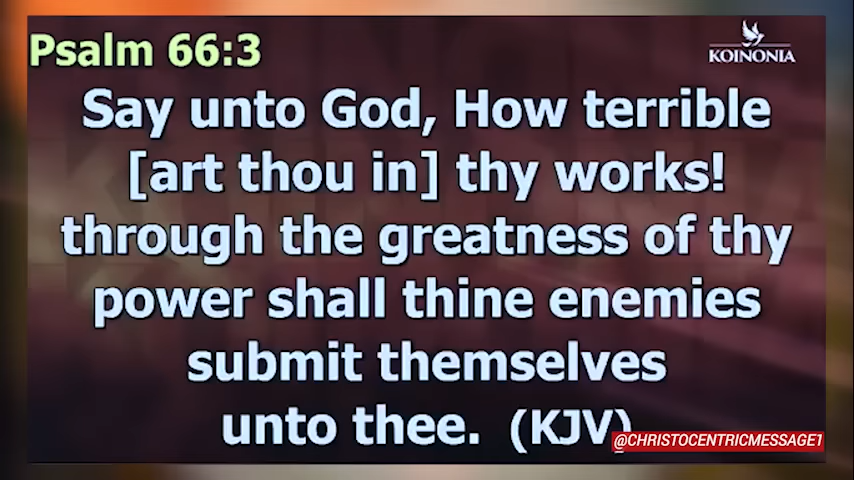 Psalm 66:3
KOINONIA
Say unto God, How terrible
[art thou in] thy works!
through the greatness of thy
power shall thine enemies
submit themselves
unto thee. (KJV)
@CHRISTOCENTRICMESSAGE1